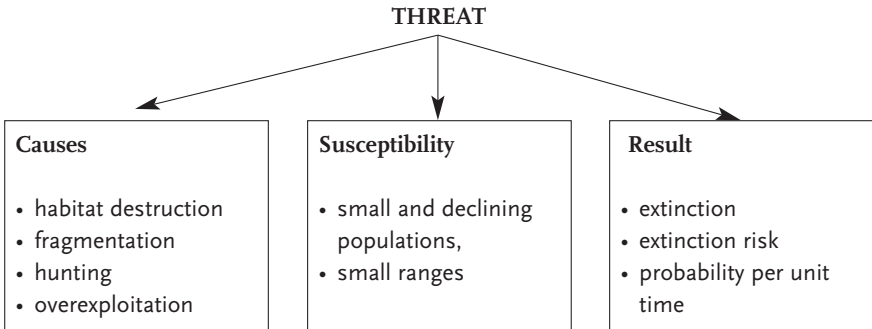 THREAT
Causes
• habitat destruction
• fragmentation
• hunting
• overexploitation
Susceptibility
• small and declining
populations,
• small ranges
Result
• extinction
• extinction risk
• probability per unit
time